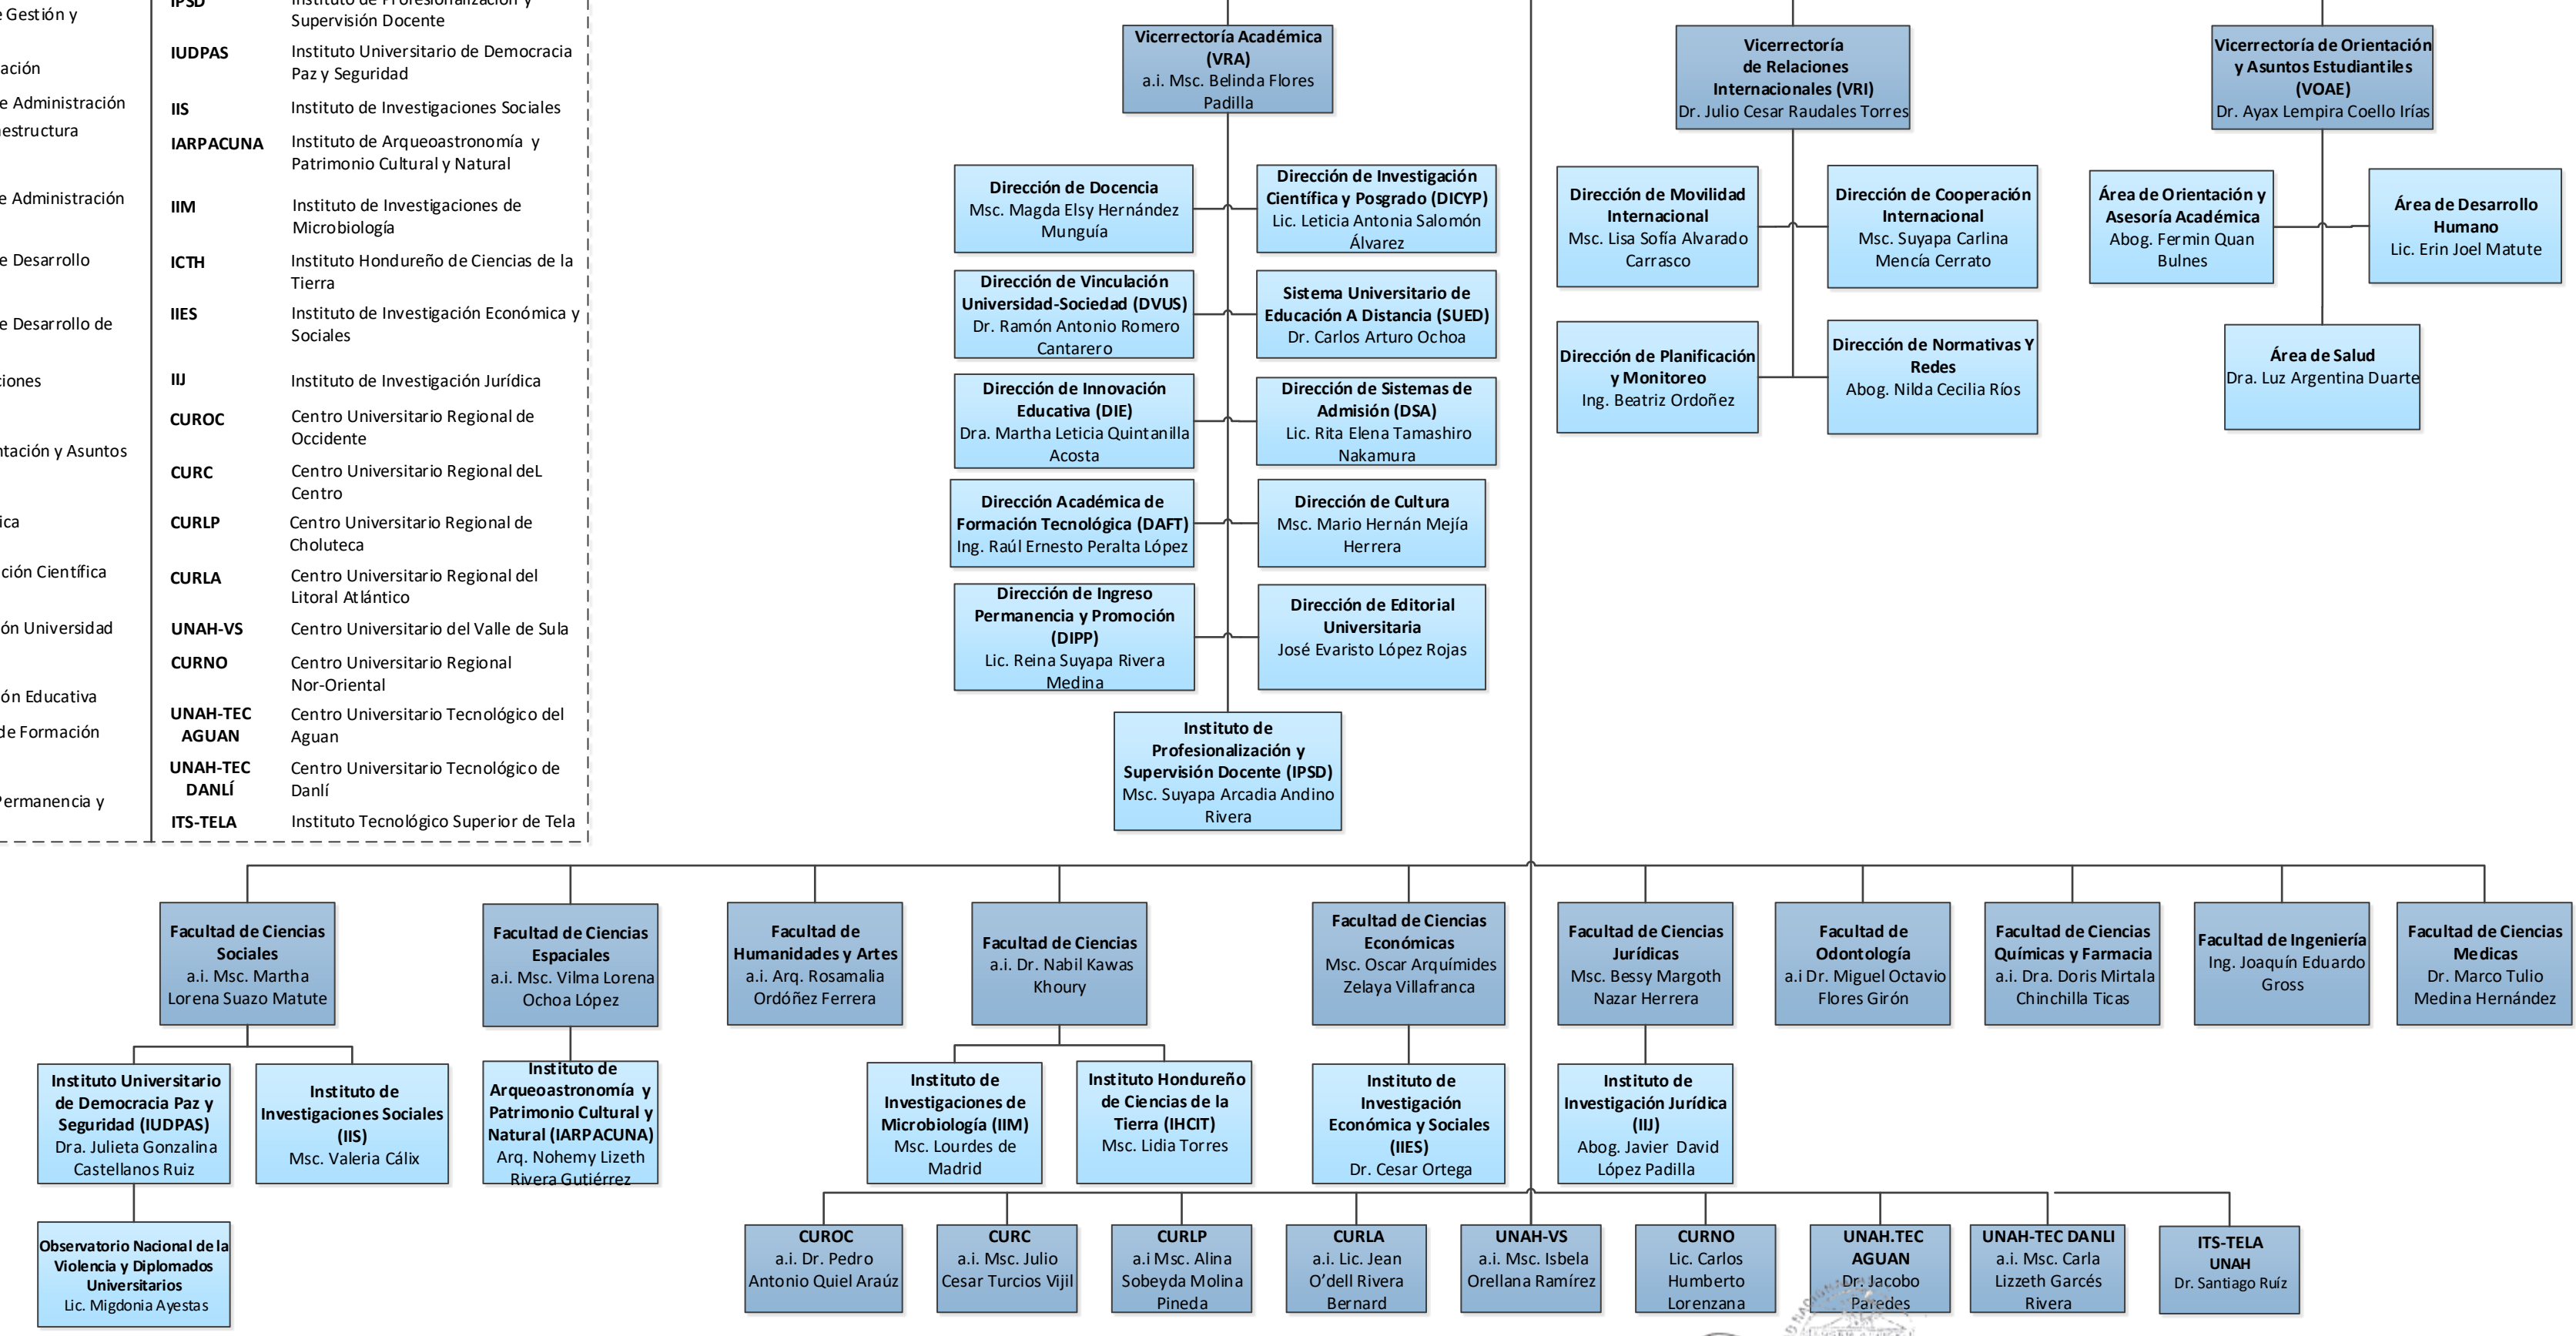 e Gestión y
ación
e Administración
aestructura
e Administración
e Desarrollo
e Desarrollo de
ciones
ntación y Asuntos
ica
ción Científica
ón Universidad
ón Educativa
de Formación
Permanencia y
IPSD Instituto de Profesionalización y
Supervisión Docente
IUDPAS Instituto Universitario de Democracia
Paz y Seguridad
IIS Instituto de Investigaciones Sociales
IARPACUNA Instituto de Arqueoastronomía y
Patrimonio Cultural y Natural
IIM Instituto de Investigaciones de
Microbiología
ICTH Instituto Hondureño de Ciencias de la
Tierra
IIES Instituto de Investigación Económica y
Sociales
IIJ Instituto de Investigación Jurídica
CUROC Centro Universitario Regional de
Occidente
CURC Centro Universitario Regional deL
Centro
CURLP Centro Universitario Regional de
Choluteca
CURLA Centro Universitario Regional del
Litoral Atlántico
UNAH-VS Centro Universitario del Valle de Sula
CURNO Centro Universitario Regional
Nor-Oriental
UNAH-TEC Centro Universitario Tecnológico del
AGUAN Aguan
UNAH-TEC Centro Universitario Tecnológico de
DANLÍ Danlí
ITS-TELA Instituto Tecnológico Superior de Tela
Vicerrectoría Académica
(VRA)
a.i. Msc. Belinda Flores
Padilla
Dirección de Docencia
Msc. Magda Elsy Hernández
Munguía
Dirección de Investigación
Científica y Posgrado (DICYP)
Lic. Leticia Antonia Salomón
Álvarez
Dirección de Vinculación
Universidad-Sociedad (DVUS)
Dr. Ramón Antonio Romero
Cantarero
Sistema Universitario de
Educación A Distancia (SUED)
Dr. Carlos Arturo Ochoa
Dirección de Innovación
Educativa (DIE)
Dra. Martha Leticia Quintanilla
Acosta
Dirección de Sistemas de
Admisión (DSA)
Lic. Rita Elena Tamashiro
Nakamura
Dirección Académica de
Formación Tecnológica (DAFT)
Ing. Raúl Ernesto Peralta López
Dirección de Cultura
Msc. Mario Hernán Mejía
Herrera
Dirección de Ingreso
Permanencia y Promoción
(DIPP)
Lic. Reina Suyapa Rivera
Medina
Dirección de Editorial
Universitaria
José Evaristo López Rojas
Instituto de
Profesionalización y
Supervisión Docente (IPSD)
Msc. Suyapa Arcadia Andino
Rivera
Vicerrectoría
de Relaciones
Internacionales (VRI)
Dr. Julio Cesar Raudales Torres
Dirección de Movilidad
Internacional
Msc. Lisa Sofía Alvarado
Carrasco
Dirección de Cooperación
Internacional
Msc. Suyapa Carlina
Mencía Cerrato
Dirección de Planificación
y Monitoreo
Ing. Beatriz Ordoñez
Dirección de Normativas Y
Redes
Abog. Nilda Cecilia Ríos
Vicerrectoría de Orientación
y Asuntos Estudiantiles
(VOAE)
Dr. Ayax Lempira Coello Irías
Área de Orientación y
Asesoría Académica
Abog. Fermin Quan
Bulnes
Área de Desarrollo
Humano
Lic. Erin Joel Matute
Área de Salud
Dra. Luz Argentina Duarte
Facultad de Ciencias
Sociales
a.i. Msc. Martha
Lorena Suazo Matute
Facultad de Ciencias
Espaciales
a.i. Msc. Vilma Lorena
Ochoa López
Facultad de
Humanidades y Artes
a.i. Arq. Rosamalia
Ordóñez Ferrera
Facultad de Ciencias
a.i. Dr. Nabil Kawas
Khoury
Facultad de Ciencias
Económicas
Msc. Oscar Arquímides
Zelaya Villafranca
Facultad de Ciencias
Jurídicas
Msc. Bessy Margoth
Nazar Herrera
Facultad de
Odontología
a.i Dr. Miguel Octavio
Flores Girón
Facultad de Ciencias
Químicas y Farmacia
a.i. Dra. Doris Mirtala
Chinchilla Ticas
Facultad de Ingeniería
Ing. Joaquín Eduardo
Gross
Facultad de Ciencias
Medicas
Dr. Marco Tulio
Medina Hernández
Instituto Universitario
de Democracia Paz y
Seguridad (IUDPAS)
Dra. Julieta Gonzalina
Castellanos Ruiz
Instituto de
Investigaciones Sociales
(IIS)
Msc. Valeria Cálix
Instituto de
Arqueoastronomía y
Patrimonio Cultural y
Natural (IARPACUNA)
Arq. Nohemy Lizeth
Rivera Gutiérrez
Instituto de
Investigaciones de
Microbiología (IIM)
Msc. Lourdes de
Madrid
Instituto Hondureño
de Ciencias de la
Tierra (IHCIT)
Msc. Lidia Torres
Instituto de
Investigación
Económica y Sociales
(IIES)
Dr. Cesar Ortega
Instituto de
Investigación Jurídica
(IIJ)
Abog. Javier David
López Padilla
Observatorio Nacional de la
Violencia y Diplomados
Universitarios
Lic. Migdonia Ayestas
CUROC
a.i. Dr. Pedro
Antonio Quiel Araúz
CURC
a.i. Msc. Julio
Cesar Turcios Vijil
CURLP
a.i Msc. Alina
Sobeyda Molina
Pineda
CURLA
a.i. Lic. Jean
O’dell Rivera
Bernard
UNAH-VS
a.i. Msc. Isbela
Orellana Ramírez
CURNO
Lic. Carlos
Humberto
Lorenzana
UNAH.TEC
AGUAN
Dr. Jacobo
Paredes
UNAH-TEC DANLI
a.i. Msc. Carla
Lizzeth Garcés
Rivera
ITS-TELA
UNAH
Dr. Santiago Ruíz